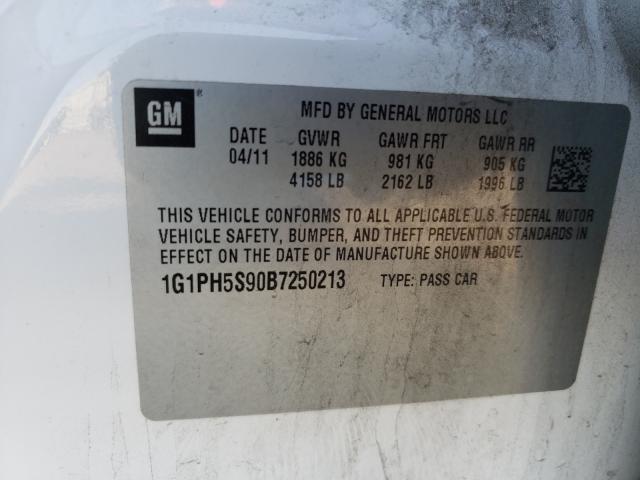 GM ® MFD BY GENERAL MOTORS LLC
DATE GVWR GAWR FRT GAWR RR
04/11 1886 KG 981 KG 905 KG
4158 LB 2162 LB 1996 LB
THIS VEHICLE CONFORMS TO ALL APPLICABLE U.S. FEDERAL MOTOR
VEHICLE SAFETY, BUMPER, AND THEFT PREVENTION STANDARDS IN
EFFECT ON THE DATE OF MANUFACTURE SHOWN ABOVE.
1G1PH5S90B7250213 TYPE: PASS CAR